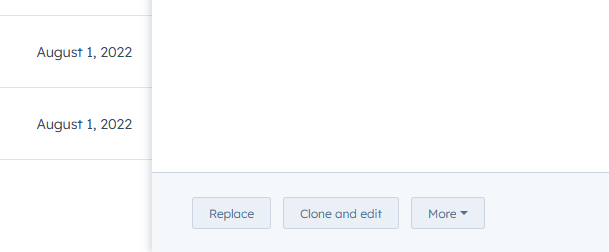 August 1, 2022
August 1, 2022
Replace
Clone and edit
More